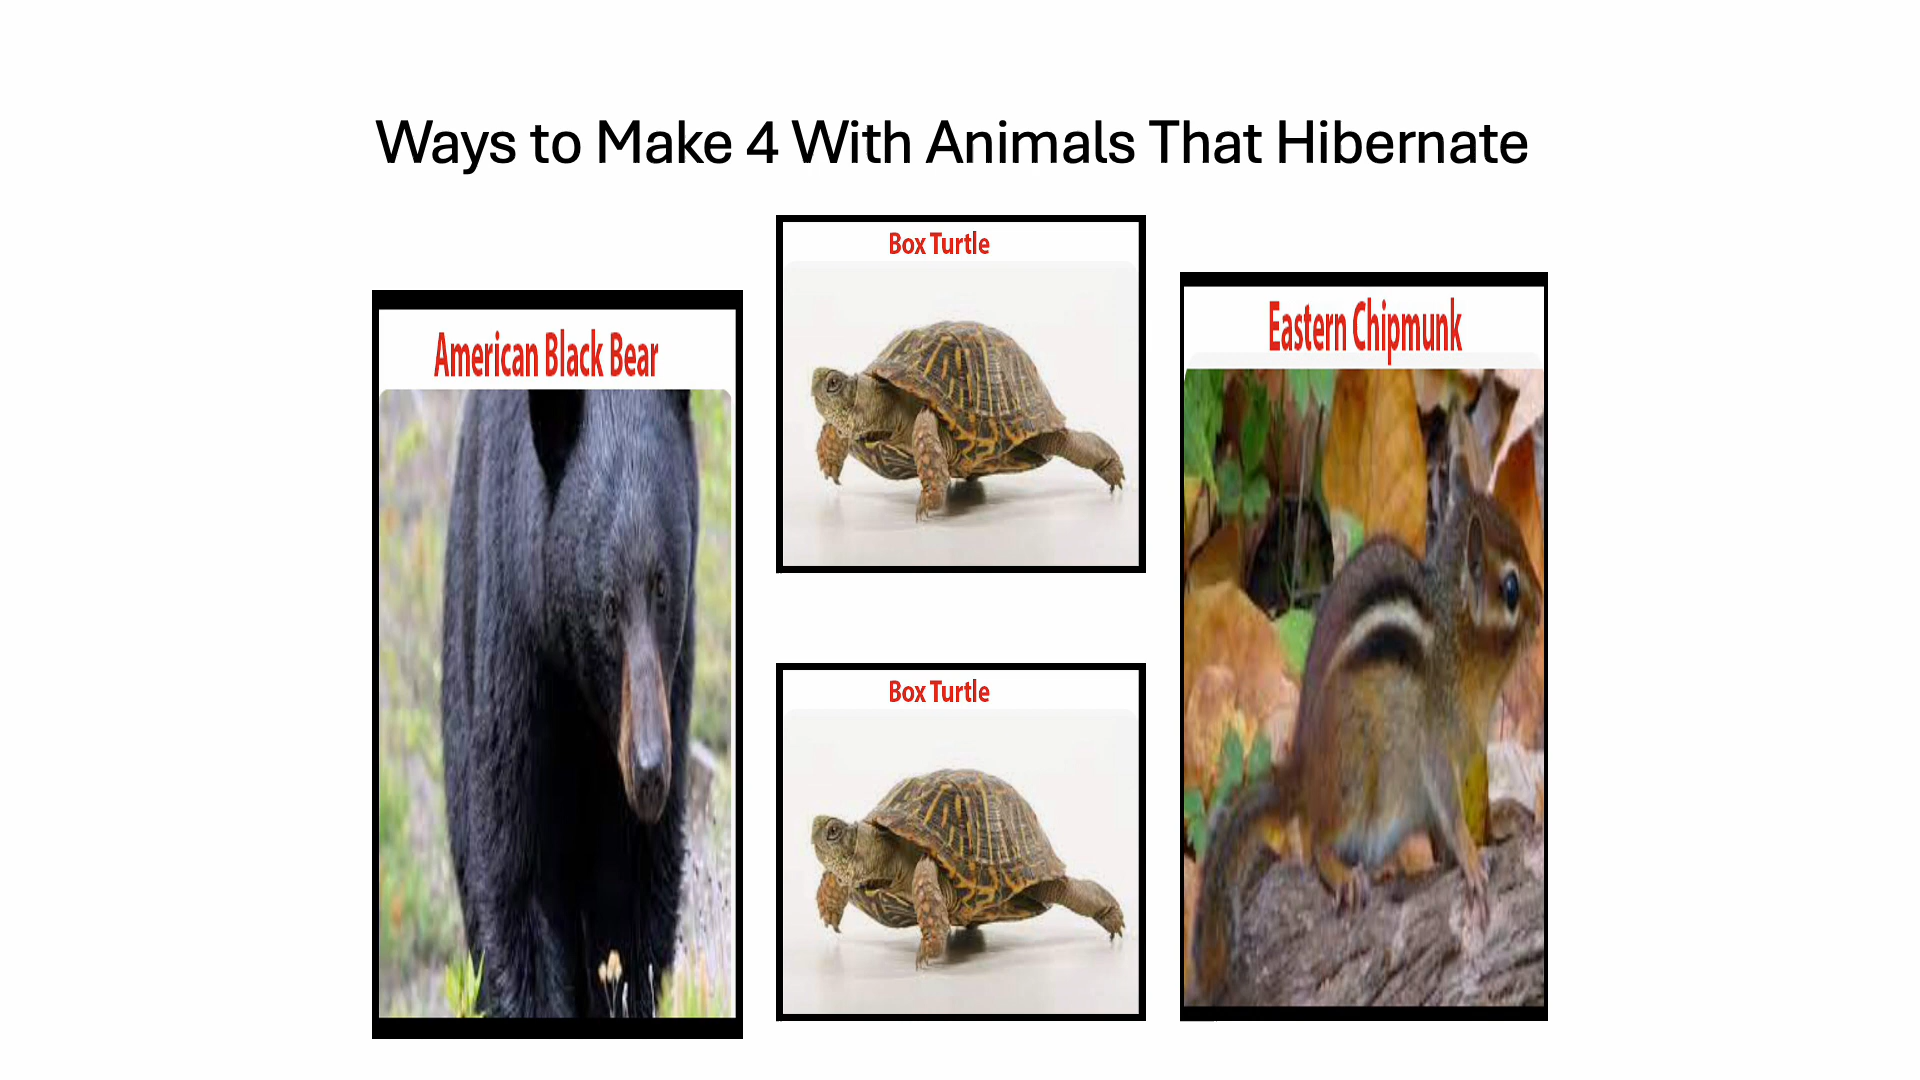 Ways to Make 4 With Animals That Hibernate
American Black Bear
Box Turtle
Box Turtle
Eastern Chipmunk